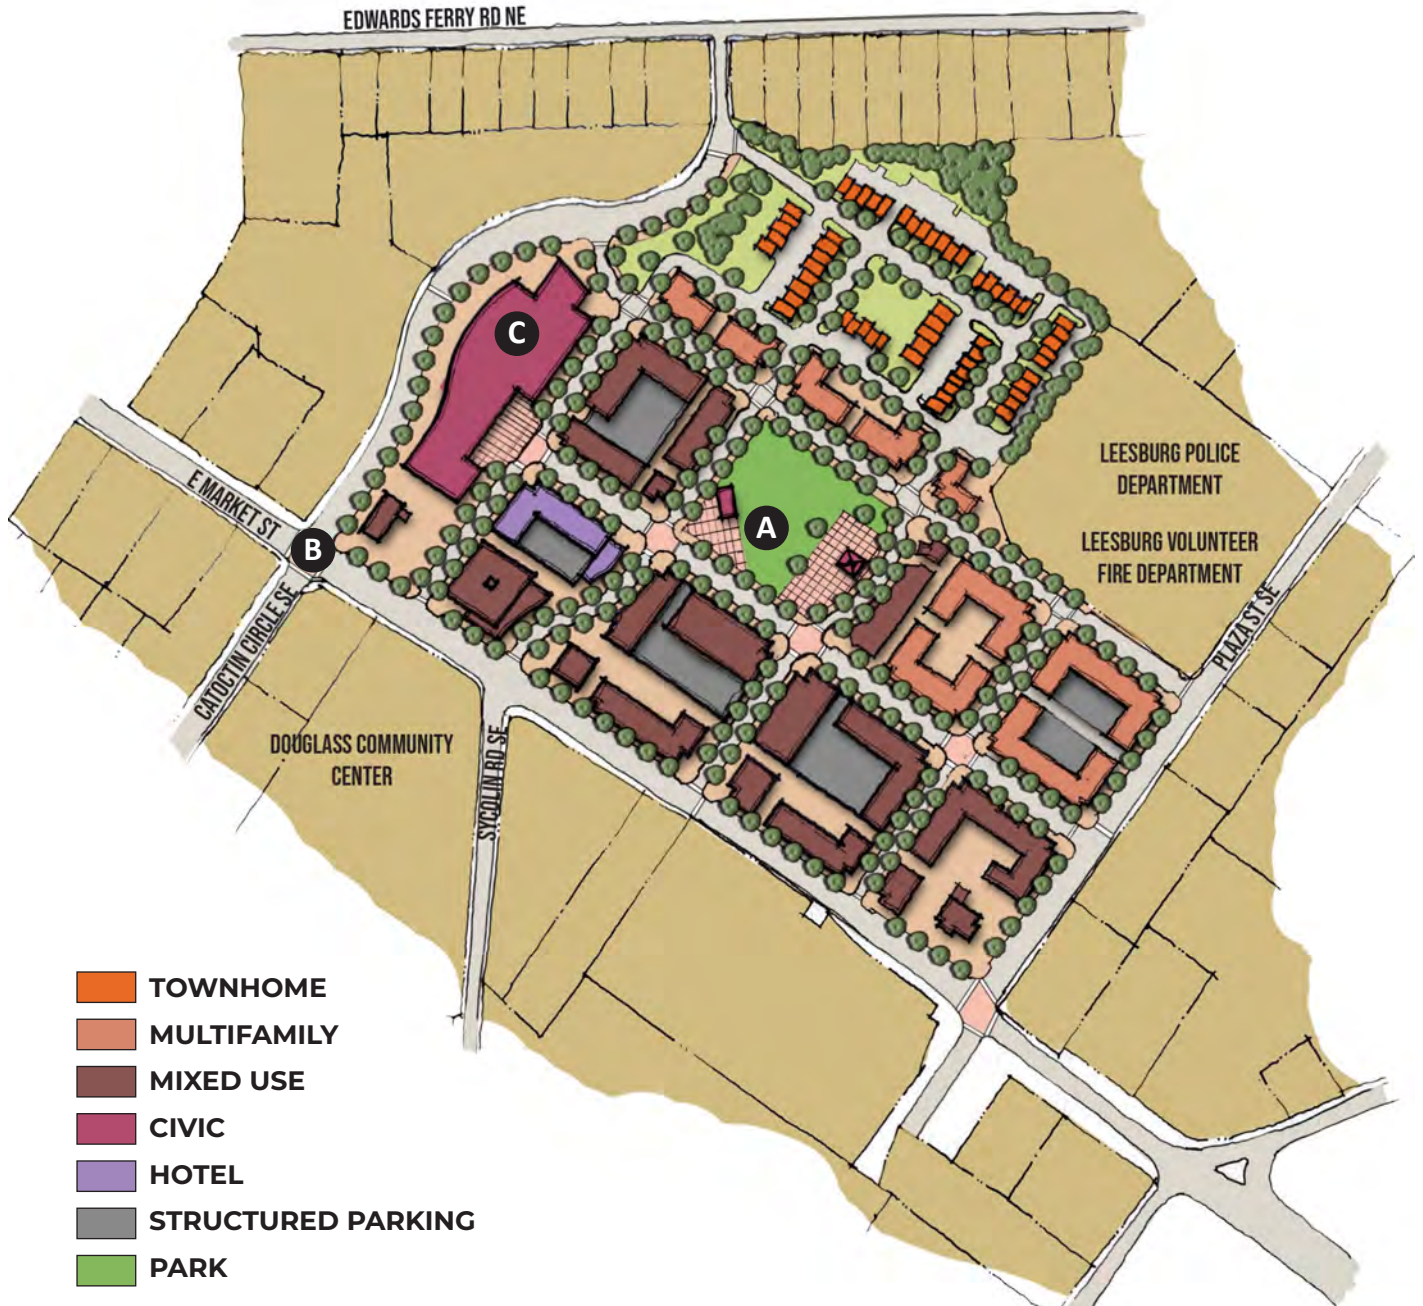 EDWARDS FERRY RD NE
C
LEESBURG POLICE
DEPARTMENT
E MARKET ST
A
B
LEESBURG VOLUNTEER
FIRE DEPARTMENT
CATOCTIN CIRCLE SE
PLAZA ST SE
DOUGLASS COMMUNITY
CENTER
SYCOLIN RD SE
TOWNHOME
MULTIFAMILY
MIXED USE
CIVIC
HOTEL
STRUCTURED PARKING
PARK